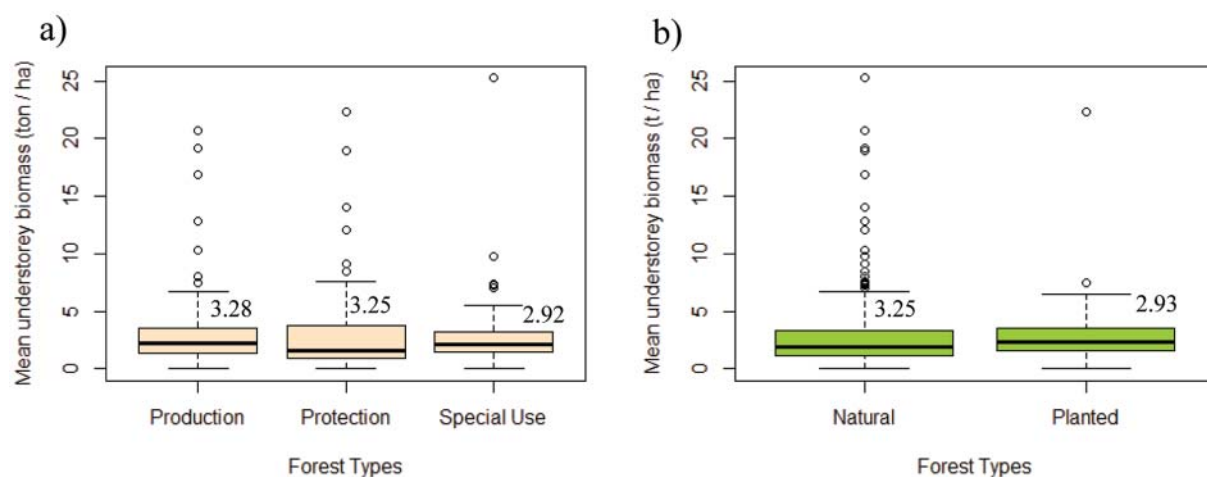 a)
Mean understorey biomass (ton / ha)
25
20
15
10
5
0
3.28
3.25
2.92
Production
Protection
Special Use
Forest Types
b)
Mean understorey biomass (t / ha)
25
20
15
10
5
0
3.25
2.93
Natural
Planted
Forest Types